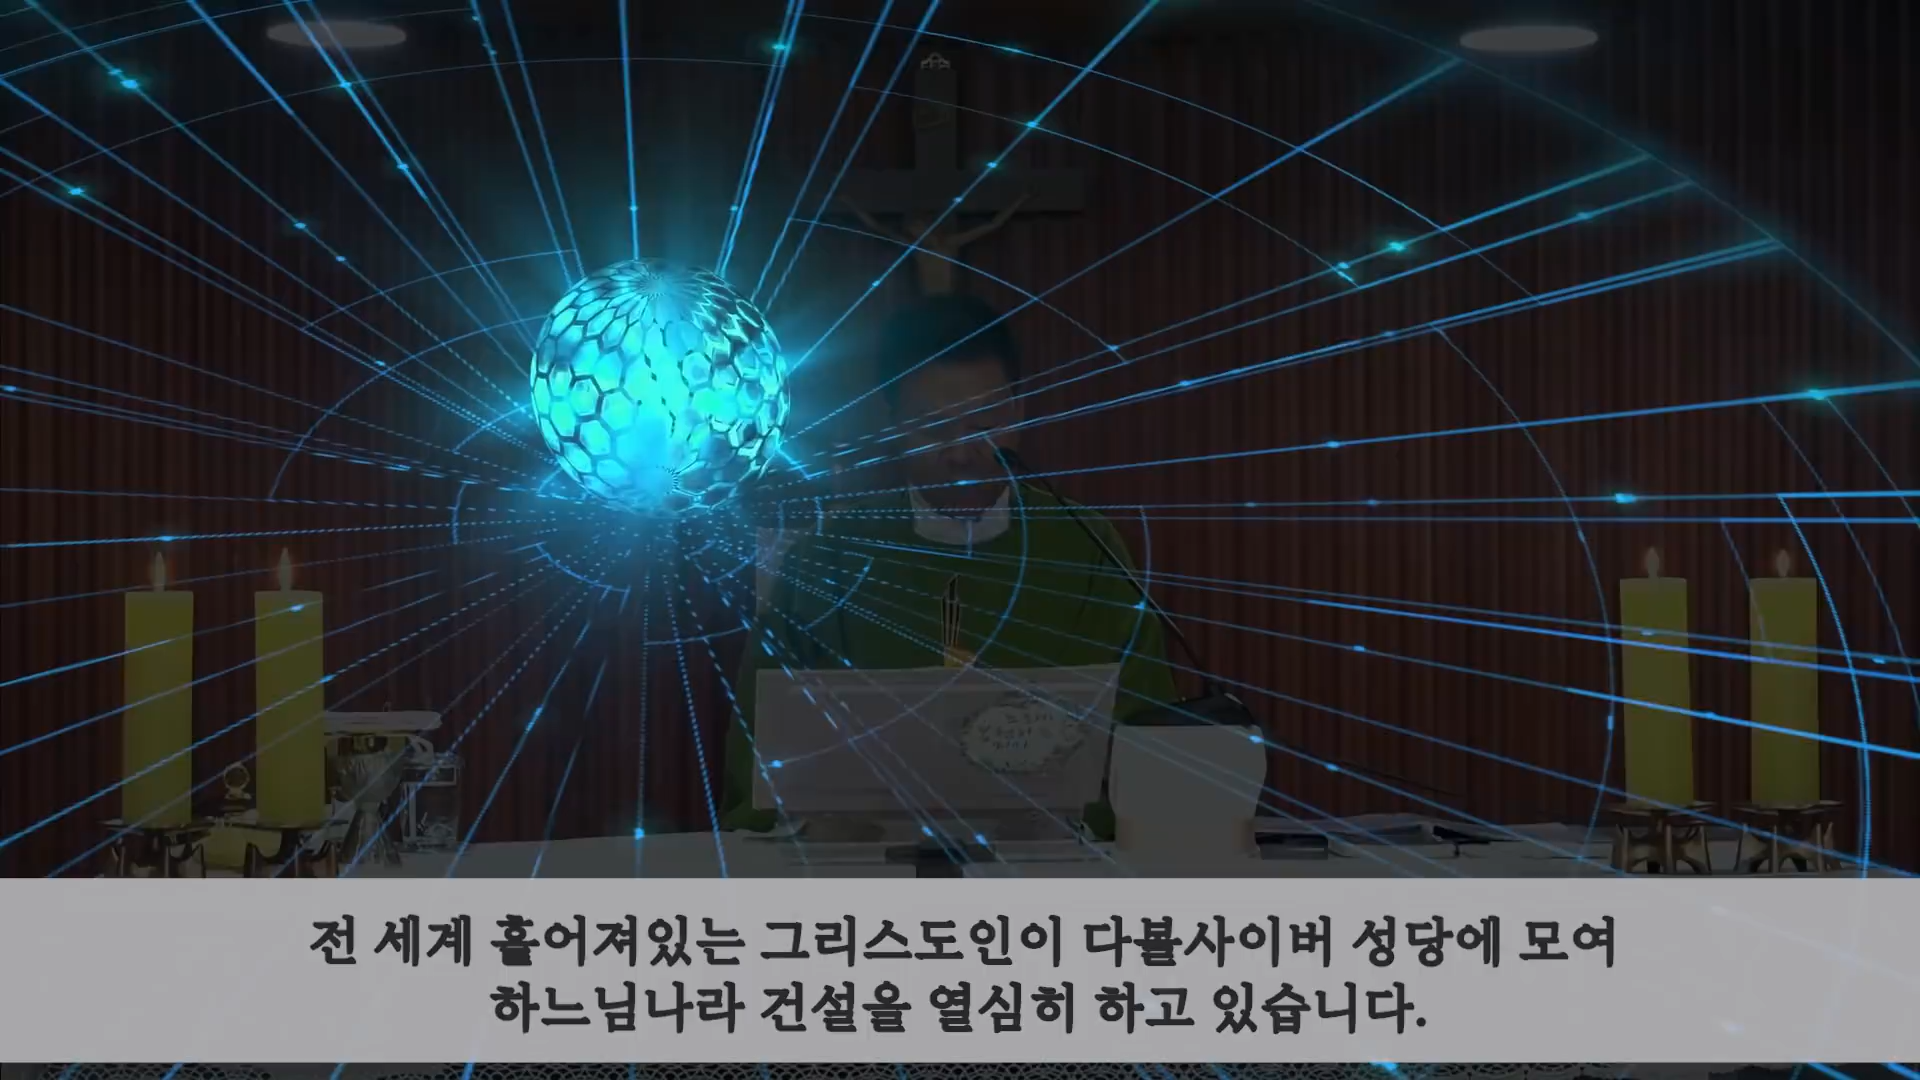 전 세계 흩어져있는 그리스도인이 다블사이버 성당에 모여
하느님나라 건설을 열심히 하고 있습니다.